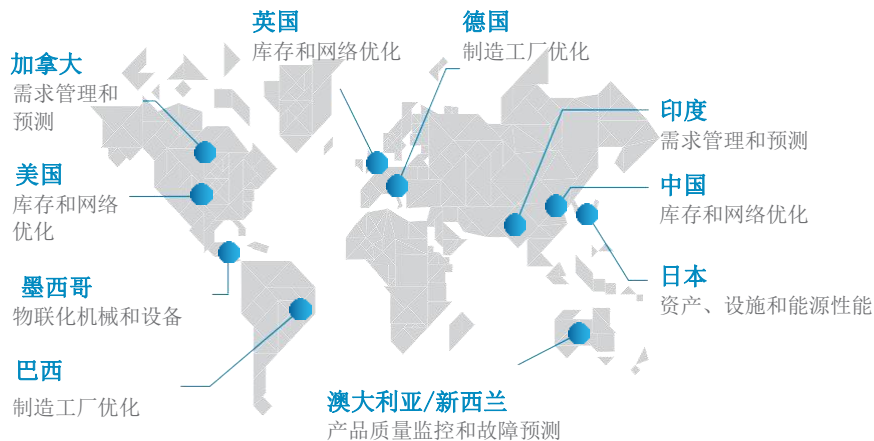 英国
库存和网络优化
德国
制造工厂优化
加拿大
需求管理和
预测
印度
需求管理和预测
美国
库存和网络
优化
中国
库存和网络优化
墨西哥
物联化机械和设备
日本
资产、设施和能源性能
巴西
制造工厂优化
澳大利亚/新西兰
产品质量监控和故障预测